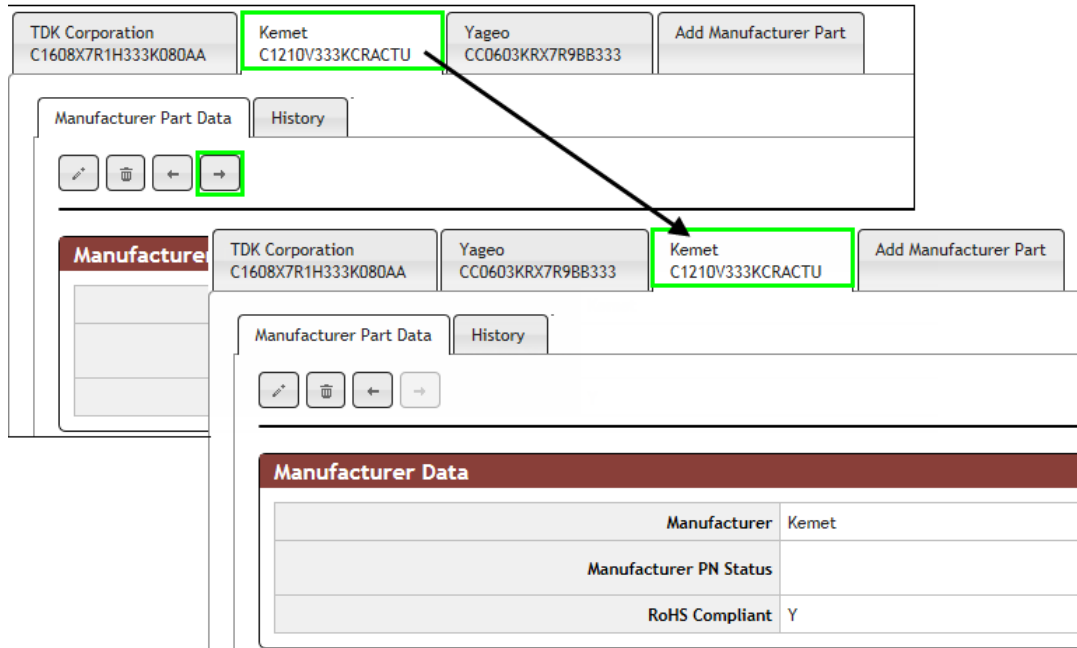 TDK Corporation
C1608X7R1H333K080AA
Kemet
C1210V333KCRACTU
Yageo
CC0603KRX7R9BB333
Add Manufacturer Part
Manufacturer Part Data
History
Manufacturer
TDK Corporation
C1608X7R1H333K080AA
Yageo
CC0603KRX7R9BB333
Kemet
C1210V333KCRACTU
Add Manufacturer Part
Manufacturer Part Data
History
Manufacturer Data
Manufacturer Kemet
Manufacturer PN Status
RoHS Compliant Y